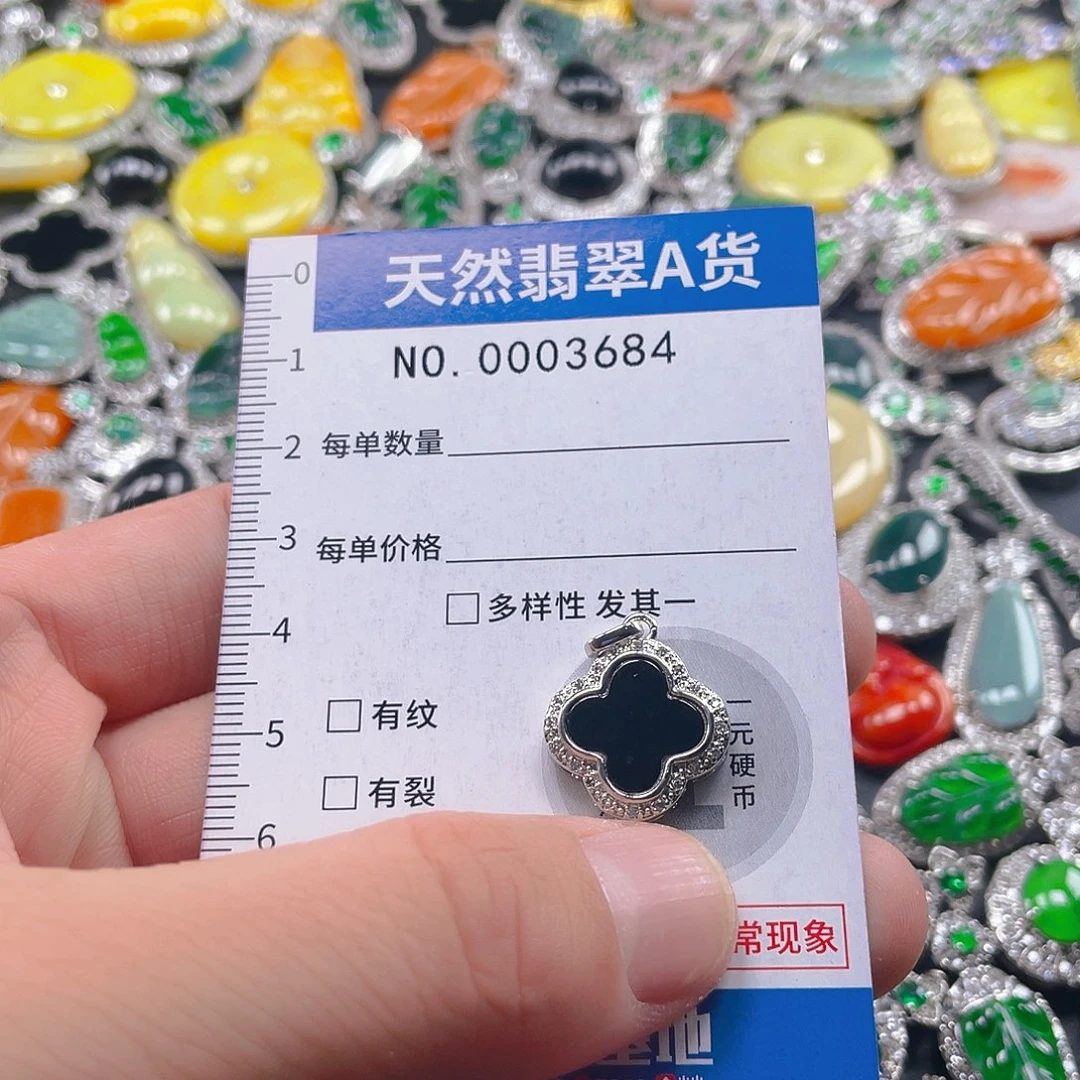 天然翡翠A货
NO. 0003684
0
1
2
3
4
5
6
每单数量
每单价格
□多样性 发其一
□有纹
□有裂
一元硬币
常现象
基地